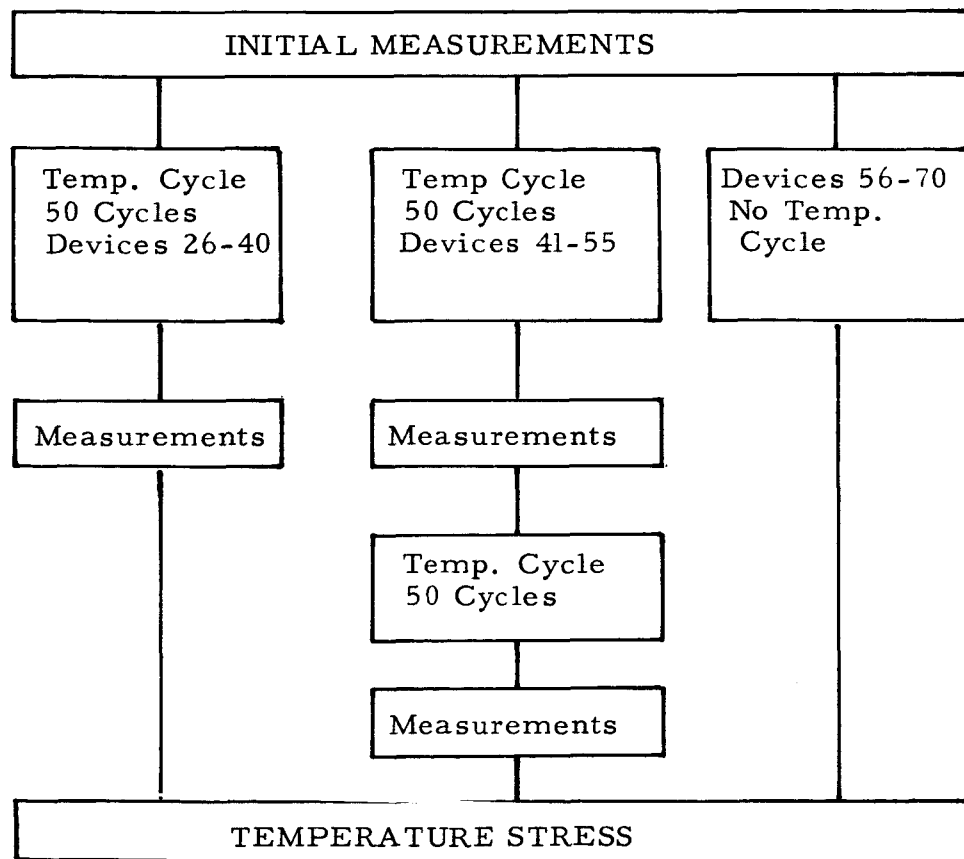 INITIAL MEASUREMENTS
Temp. Cycle
50 Cycles
Devices 26-40
Temp Cycle
50 Cycles
Devices 41-55
Devices 56-70
No Temp.
Cycle
Measurements
Measurements
Temp. Cycle
50 Cycles
Measurements
TEMPERATURE STRESS